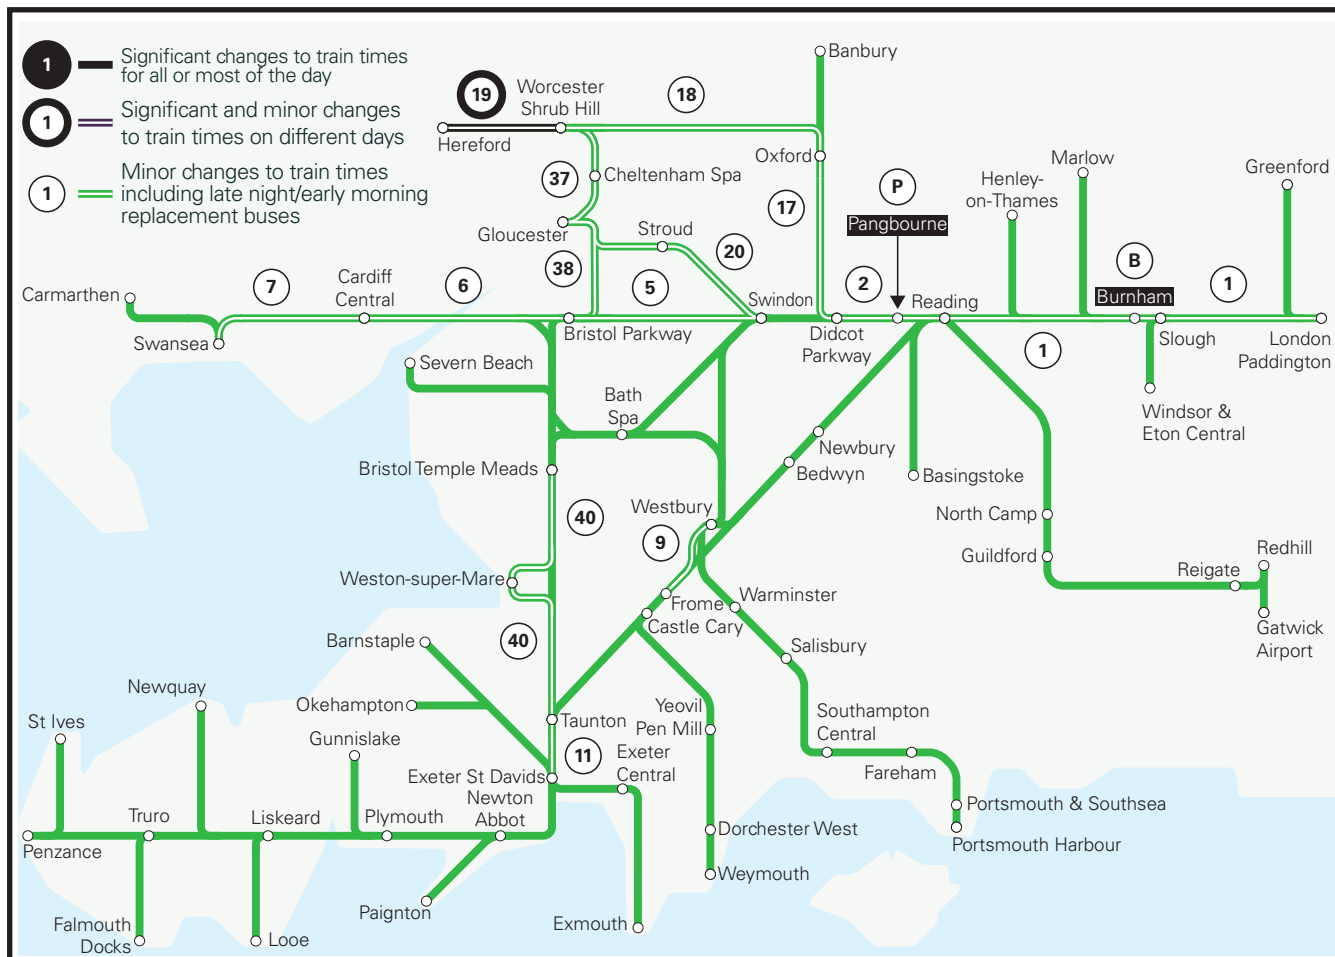 1
Significant changes to train times
for all or most of the day
1
Significant and minor changes
to train times on different days
1
Minor changes to train times
including late night/early morning
replacement buses
19
Worcester
Shrub Hill
18
Banbury
Hereford
Oxford
Marlow
Greenford
37
Cheltenham Spa
P
Henley-
on-Thames
17
Pangbourne
Gloucester
Stroud
20
B
Carmarthen
7
Cardiff
Central
6
38
5
Swindon
2
Reading
Burnham
1
Swansea
Bristol Parkway
Didcot
Parkway
1
Slough
London
Paddington
Severn Beach
Bath
Spa
Windsor &
Eton Central
Newbury
Bristol Temple Meads
Bedwyn
Basingstoke
Westbury
40
North Camp
9
Guildford
Redhill
Weston-super-Mare
Reigate
Frome
Warminster
Castle Cary
Gatwick
Airport
Barnstaple
40
Salisbury
Newquay
Okehampton
Yeovil
Pen Mill
St Ives
Taunton
Southampton
Central
Gunnislake
11
Exeter
Central
Fareham
Exeter St Davids
Newton
Abbot
Portsmouth & Southsea
Truro
Liskeard
Plymouth
Dorchester West
Portsmouth Harbour
Penzance
Weymouth
Paignton
Falmouth
Docks
Looe
Exmouth